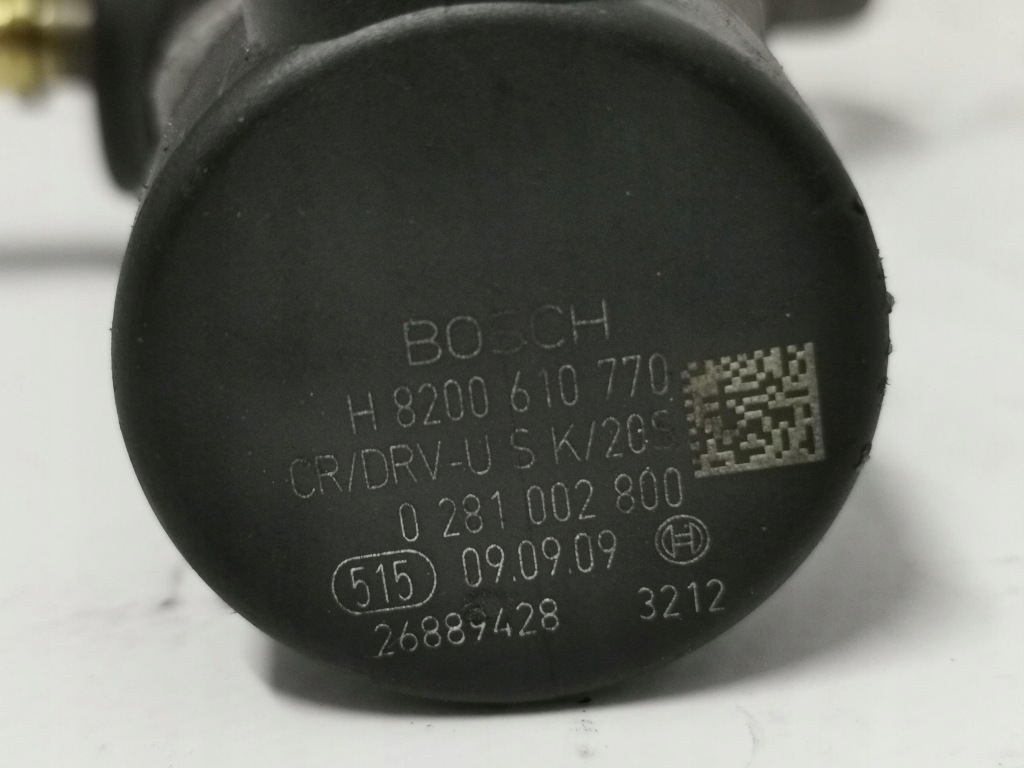 BOSCH
H 8200 610 770
CR/DRV-U S K/20S
0 281 002 800
515 09.09.09 H
26889428 3212